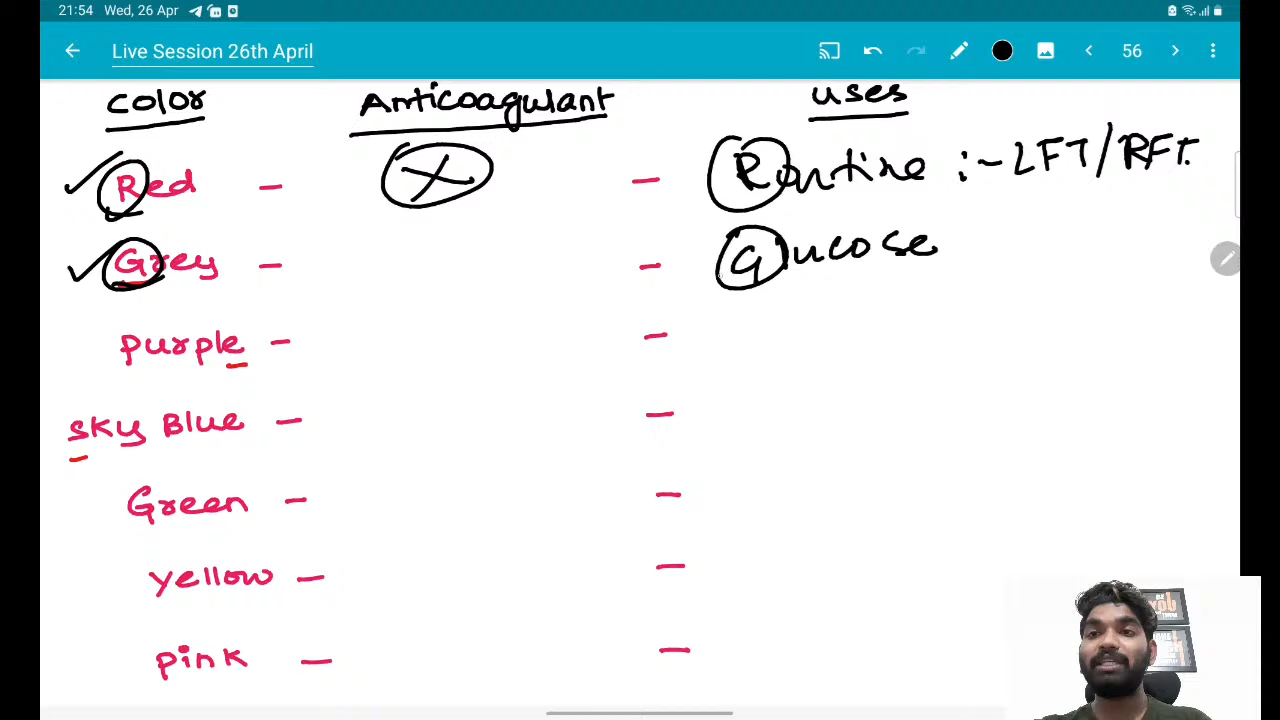 21:54 Wed, 26 Apr
Live Session 26th April
56
color Anticoagulant uses
Red - X - Routine :- LFT/RFT.
Grey - - Glucose
purple - -
sky Blue - -
Green - -
yellow - -
pink - -